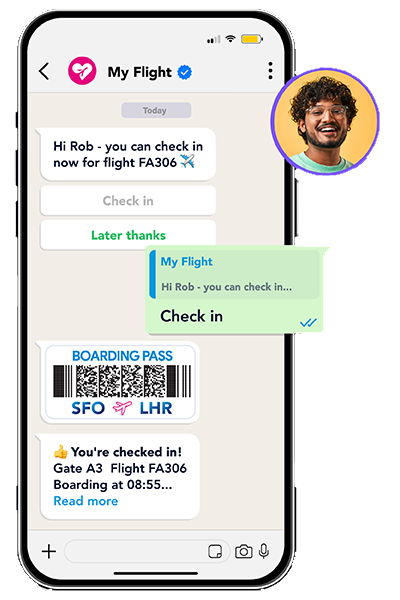 My Flight
Today
Hi Rob - you can check in
now for flight FA306 ✈️
Check in
Later thanks
My Flight
Hi Rob - you can check in...
Check in
BOARDING PASS
SFO LHR
👍 You're checked in!
Gate A3 Flight FA306
Boarding at 08:55...
Read more